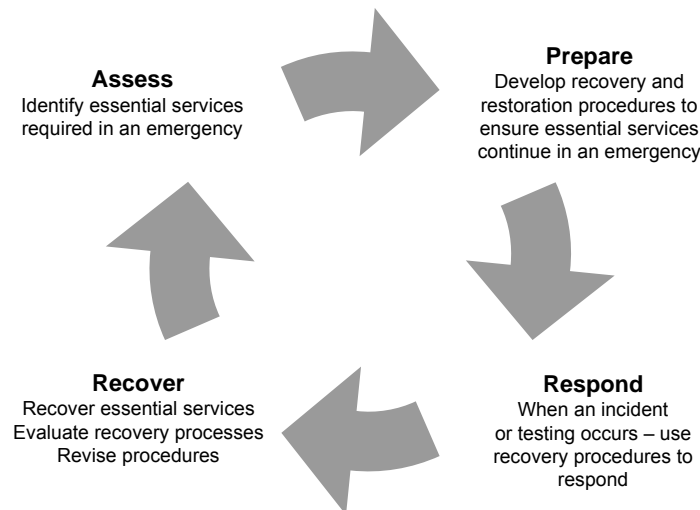 Assess
Identify essential services
required in an emergency
Prepare
Develop recovery and
restoration procedures to
ensure essential services
continue in an emergency
Respond
When an incident
or testing occurs – use
recovery procedures to
respond
Recover
Recover essential services
Evaluate recovery processes
Revise procedures